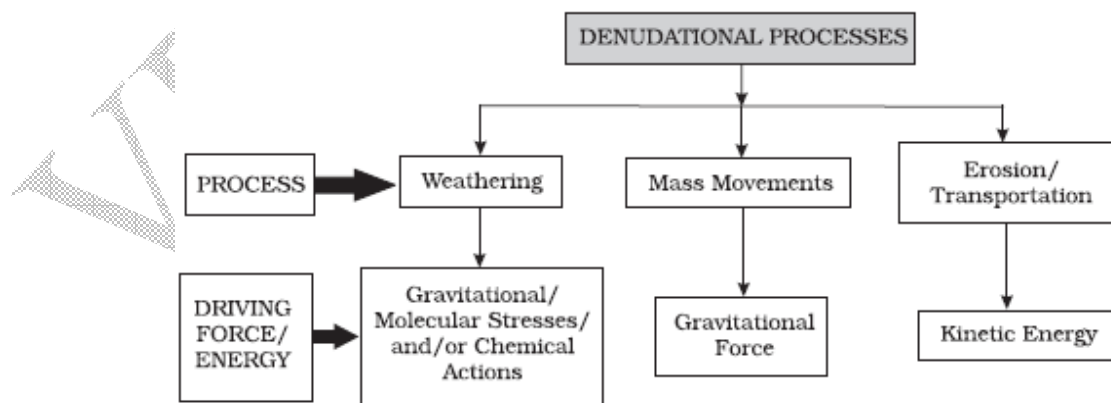 DENUDATIONAL PROCESSES
PROCESS
Weathering
Mass Movements
Erosion/
Transportation
DRIVING
FORCE/
ENERGY
Gravitational/
Molecular Stresses/
and/or Chemical
Actions
Gravitational
Force
Kinetic Energy